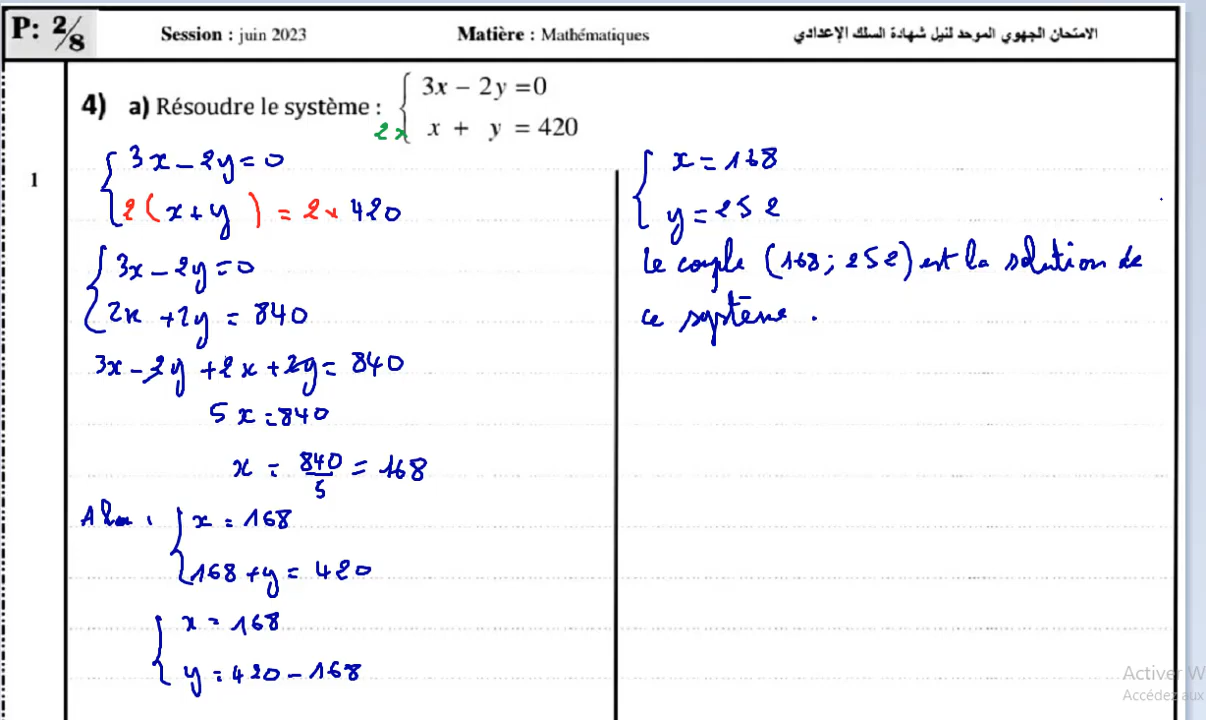 P: 2/8 Session : juin 2023 Matière : Mathématiques الامتحان الجهوي الموحد لنيل شهادة السلك الإعدادي
4) a) Résoudre le système : { 3x − 2y =0
2× x + y = 420
1
{ 3x − 2y = 0
2 ( x + y ) = 2 × 420
{ 3x − 2y = 0
2x + 2y = 840
3x − 2y + 2x + 2y = 840
5x = 840
x = 840/5 = 168
Alors : { x = 168
168 + y = 420
{ x = 168
y = 420 − 168
{ x = 168
y = 252
le couple (168 ; 252) est la solution de
ce système .
Activer W
Accédez aux